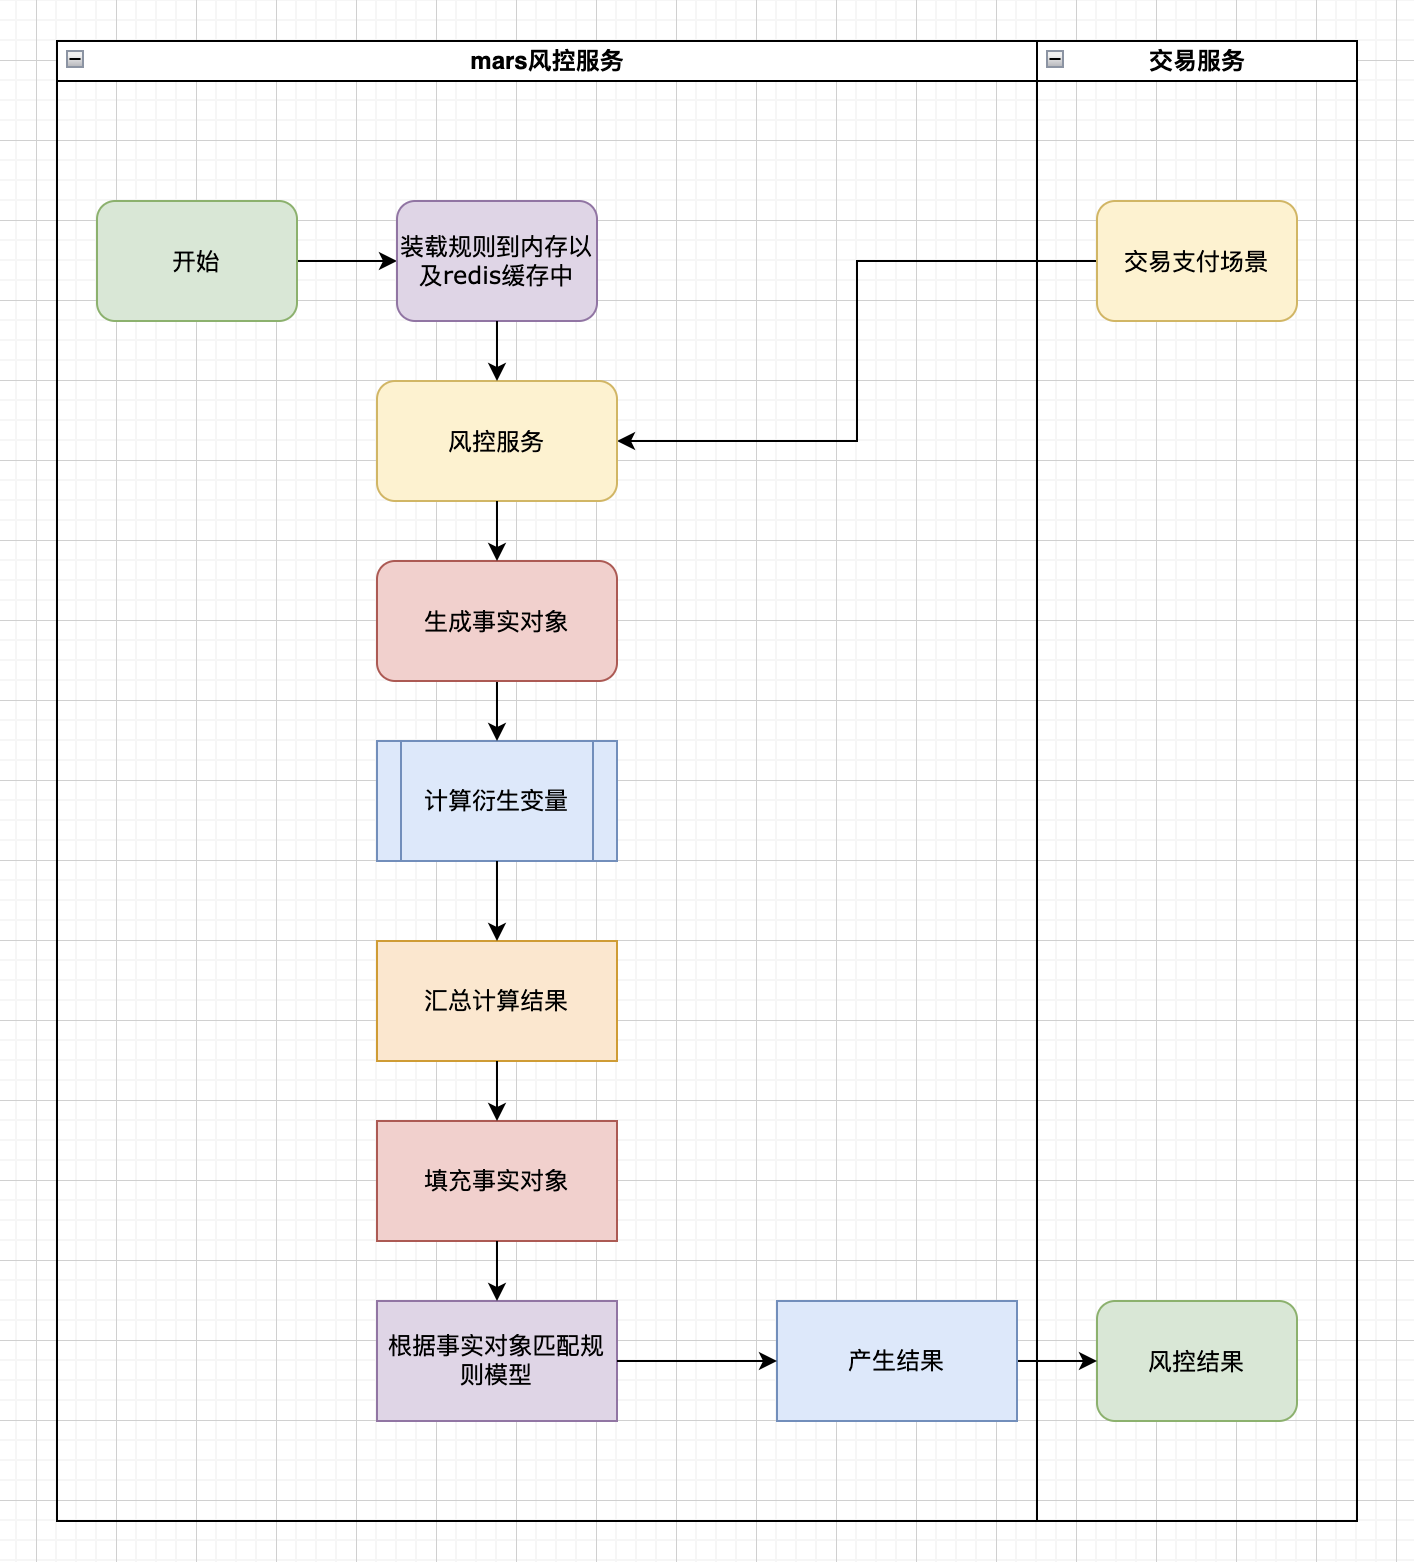 mars风控服务
交易服务
开始
装载规则到内存以
及redis缓存中
交易支付场景
风控服务
生成事实对象
计算衍生变量
汇总计算结果
填充事实对象
根据事实对象匹配规
则模型
产生结果
风控结果